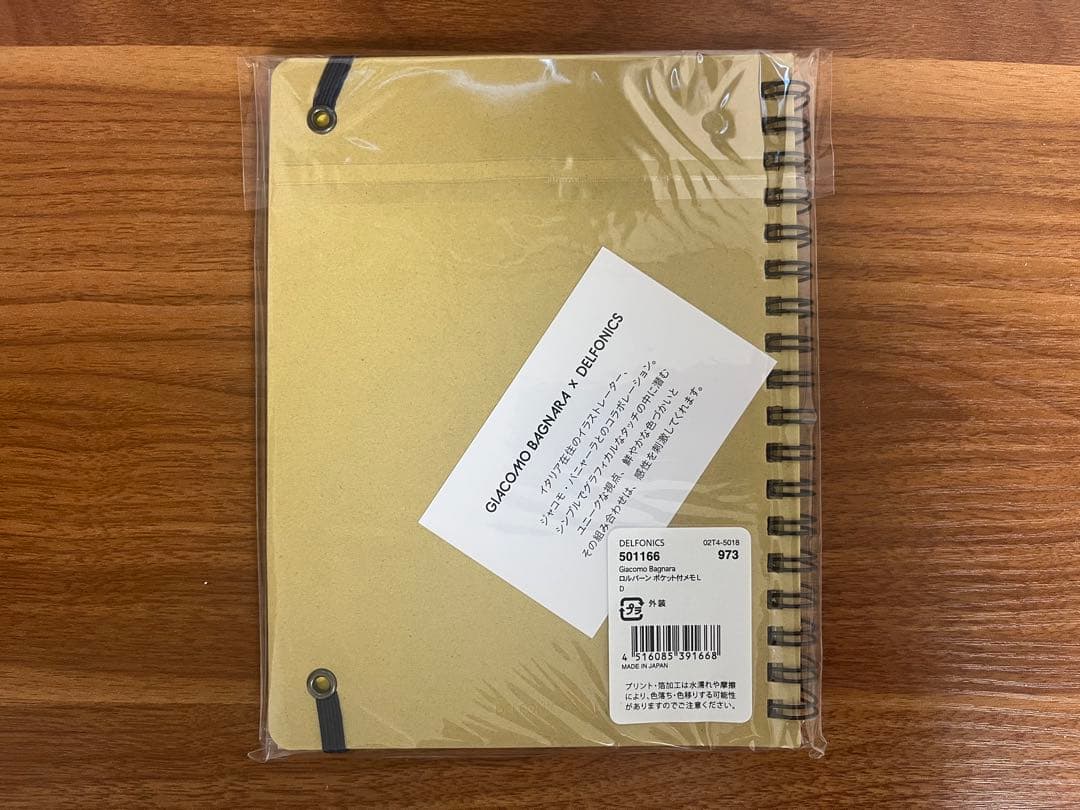 GIACOMO BAGNARA × DELFONICS
イタリア在住のイラストレーター、
ジャコモ・バニャーラとのコラボレーション。
シンプルでグラフィカルなタッチの中に潜む
ユニークな視点、鮮やかな色づかいと
その組み合わせは、感性を刺激してくれます。
DELFONICS 02T4-5018
501166 973
Giacomo Bagnara
ロルバーン ポケット付メモ L
D
プラ 外装
4 516085 391668
MADE IN JAPAN
プリント・箔加工は水濡れや摩擦
により、色落ち・色移りする可能性
がありますのでご注意ください。